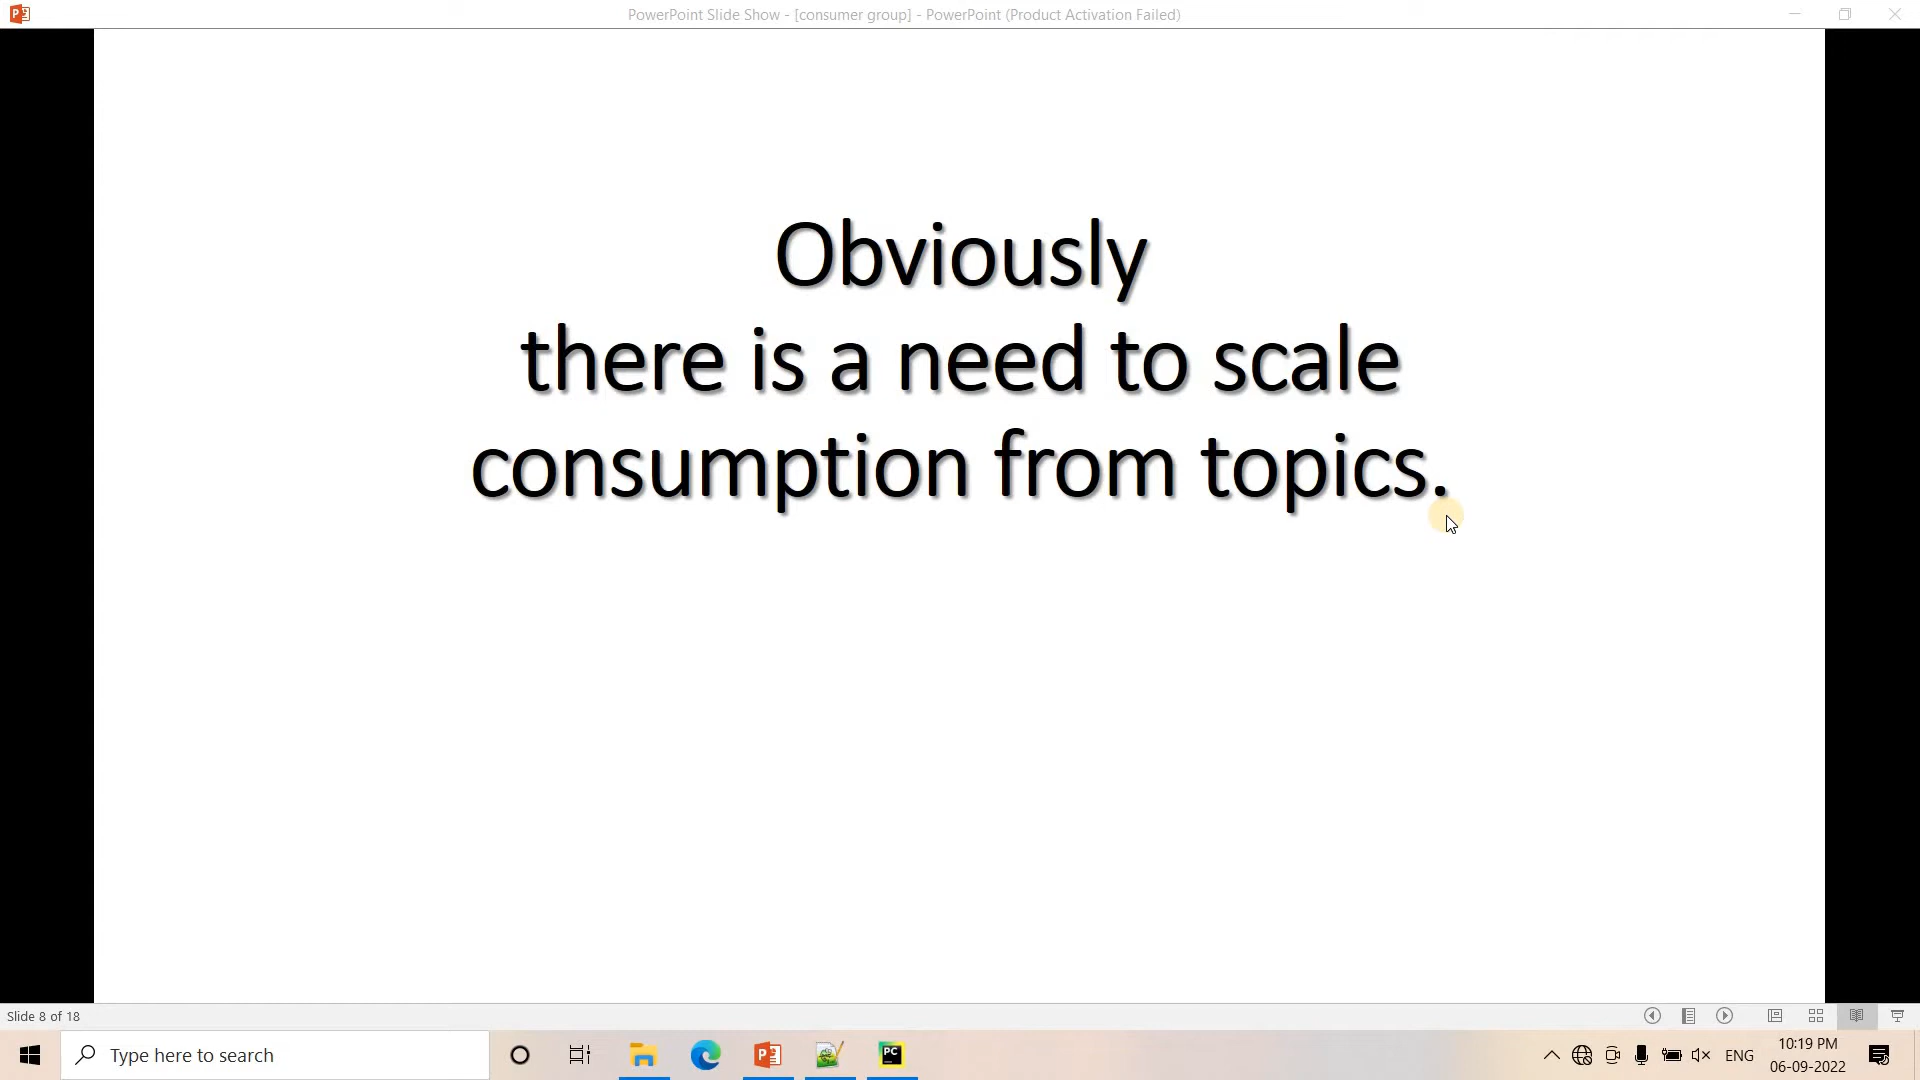 PowerPoint Slide Show - [consumer group] - PowerPoint (Product Activation Failed)
Obviously
there is a need to scale
consumption from topics.
Slide 8 of 18
Type here to search
PC
ENG
10:19 PM
06-09-2022